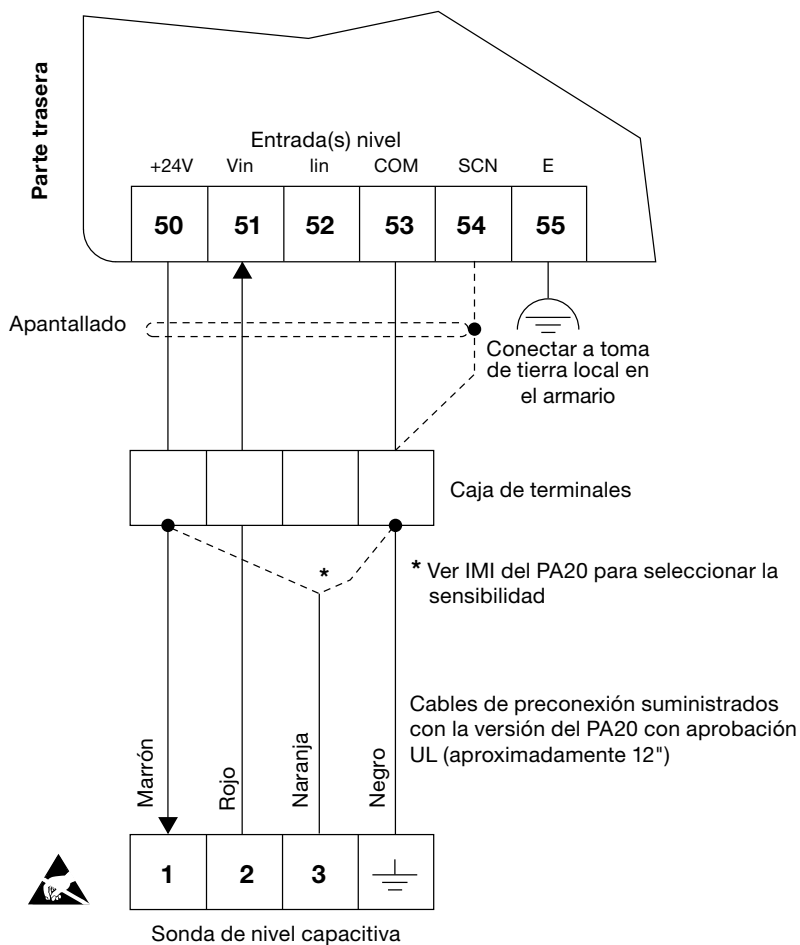 Parte trasera
Entrada(s) nivel
+24V Vin Iin COM SCN E
50 51 52 53 54 55
Apantallado
Conectar a toma
de tierra local en
el armario
Caja de terminales
*
* Ver IMI del PA20 para seleccionar la
sensibilidad
Cables de preconexión suministrados
con la versión del PA20 con aprobación
UL (aproximadamente 12")
Marrón
Rojo
Naranja
Negro
1 2 3
Sonda de nivel capacitiva